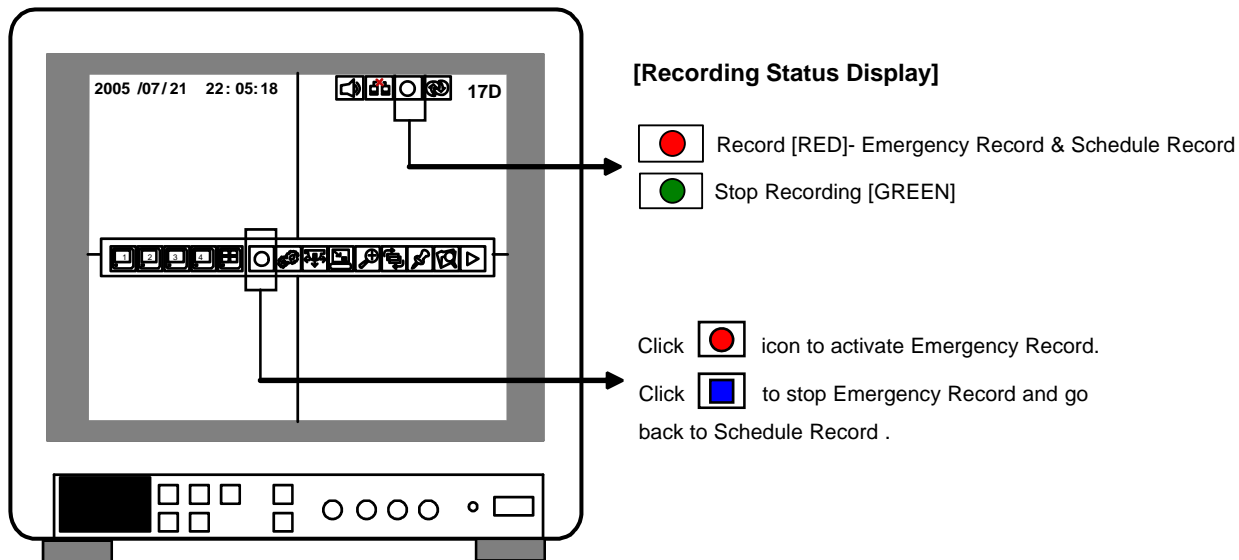 2005 /07/21 22:05:18 17D
[Recording Status Display]
Record [RED]- Emergency Record & Schedule Record
Stop Recording [GREEN]
1 2 3 4
Click icon to activate Emergency Record.
Click to stop Emergency Record and go
back to Schedule Record .